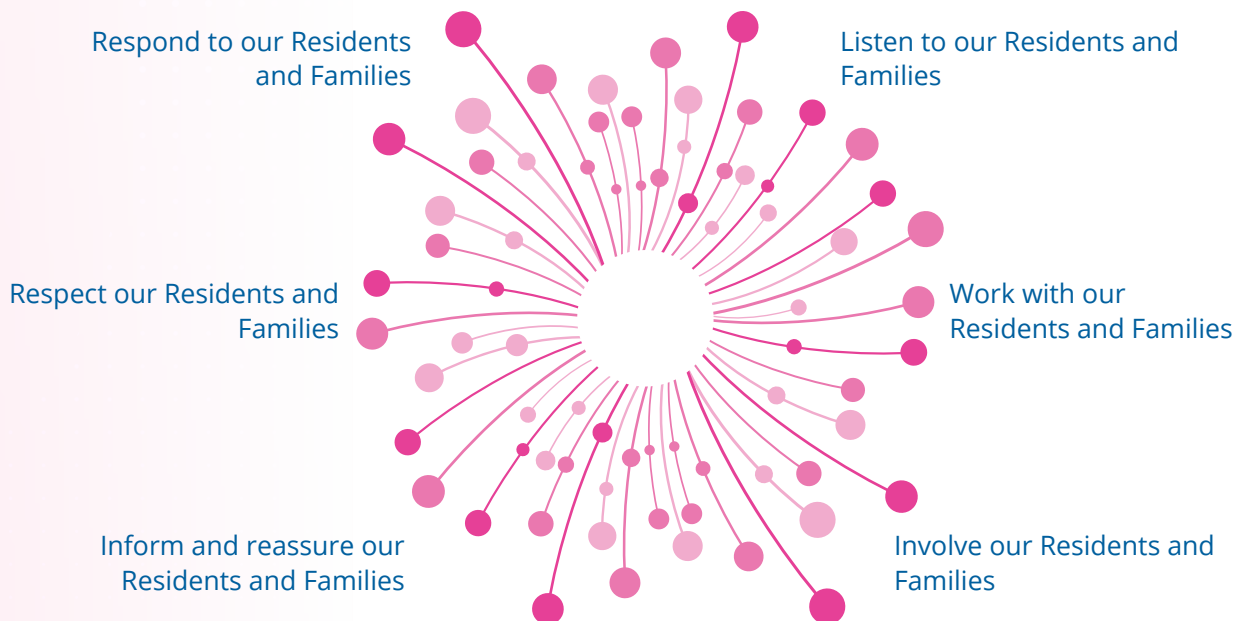 Respond to our Residents
and Families
Listen to our Residents and
Families
Respect our Residents and
Families
Work with our
Residents and Families
Inform and reassure our
Residents and Families
Involve our Residents and
Families